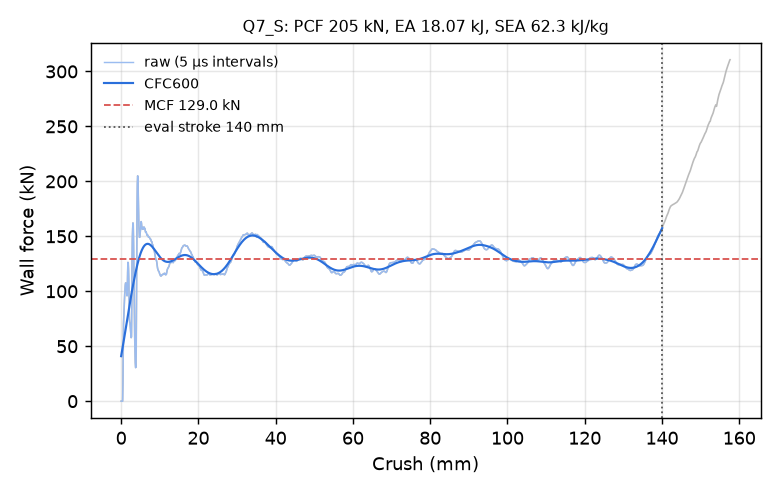 Q7_S: PCF 205 kN, EA 18.07 kJ, SEA 62.3 kJ/kg
raw (5 µs intervals)
CFC600
MCF 129.0 kN
eval stroke 140 mm
Wall force (kN)
300
250
200
150
100
50
0
0 20 40 60 80 100 120 140 160
Crush (mm)